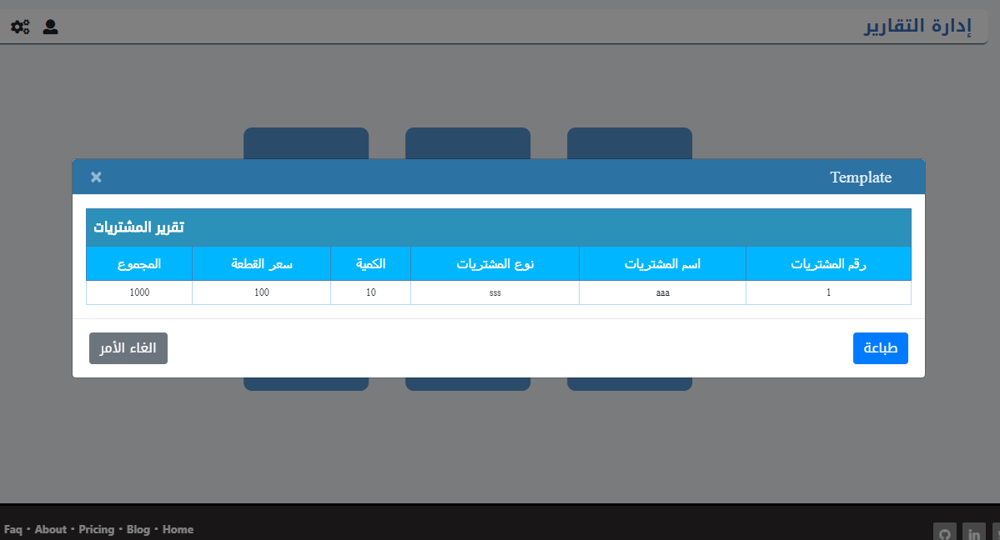 إدارة التقارير
Template ×
تقرير المشتريات
رقم المشتريات اسم المشتريات نوع المشتريات الكمية سعر القطعة المجموع
1 aaa sss 10 100 1000
طباعة الغاء الأمر
Faq · About · Pricing · Blog · Home
in